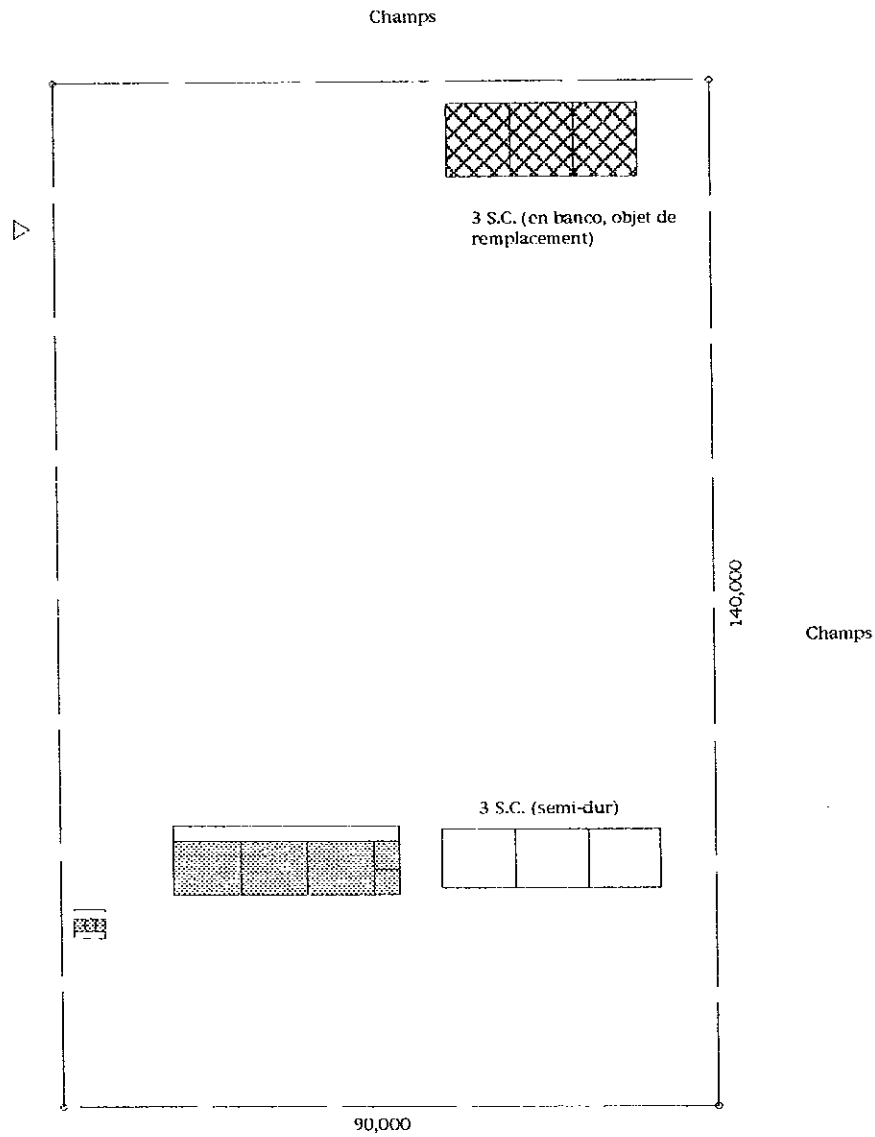 Champs
3 S.C. (en banco, objet de
remplacement)
140,000
Champs
3 S.C. (semi-dur)
90,000